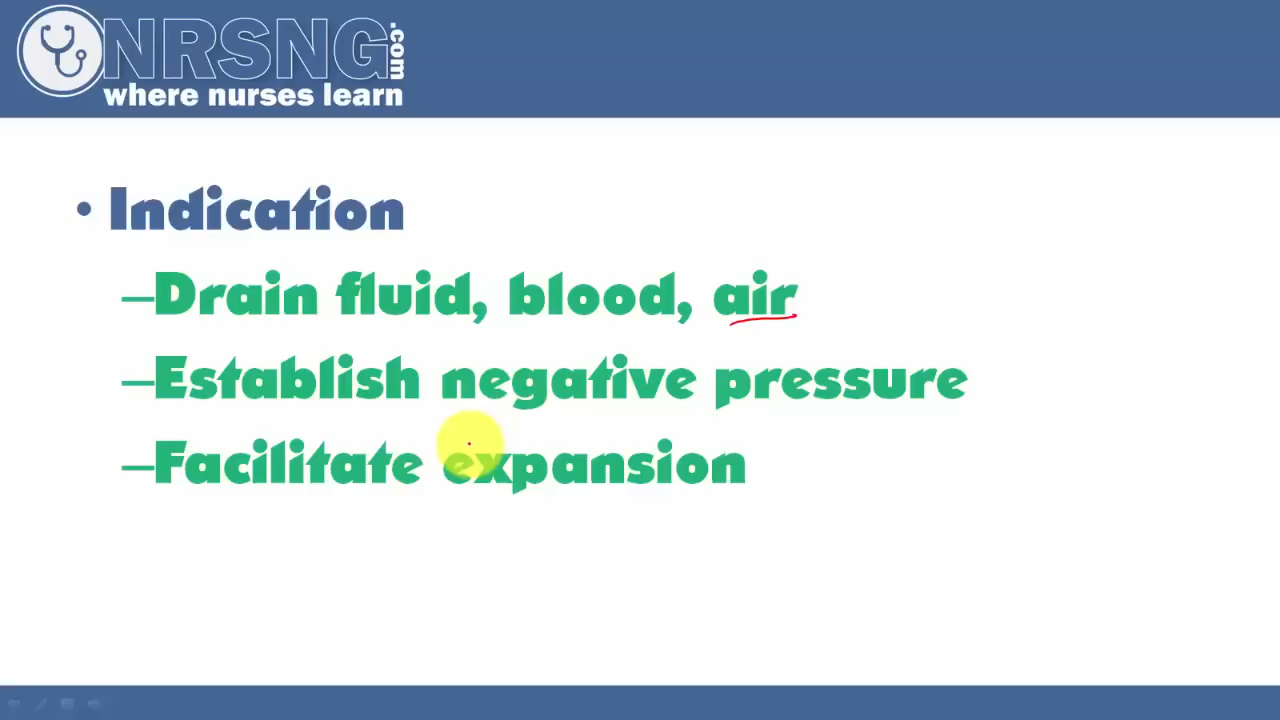 NRSNG.com
where nurses learn
• Indication
–Drain fluid, blood, air
–Establish negative pressure
–Facilitate expansion